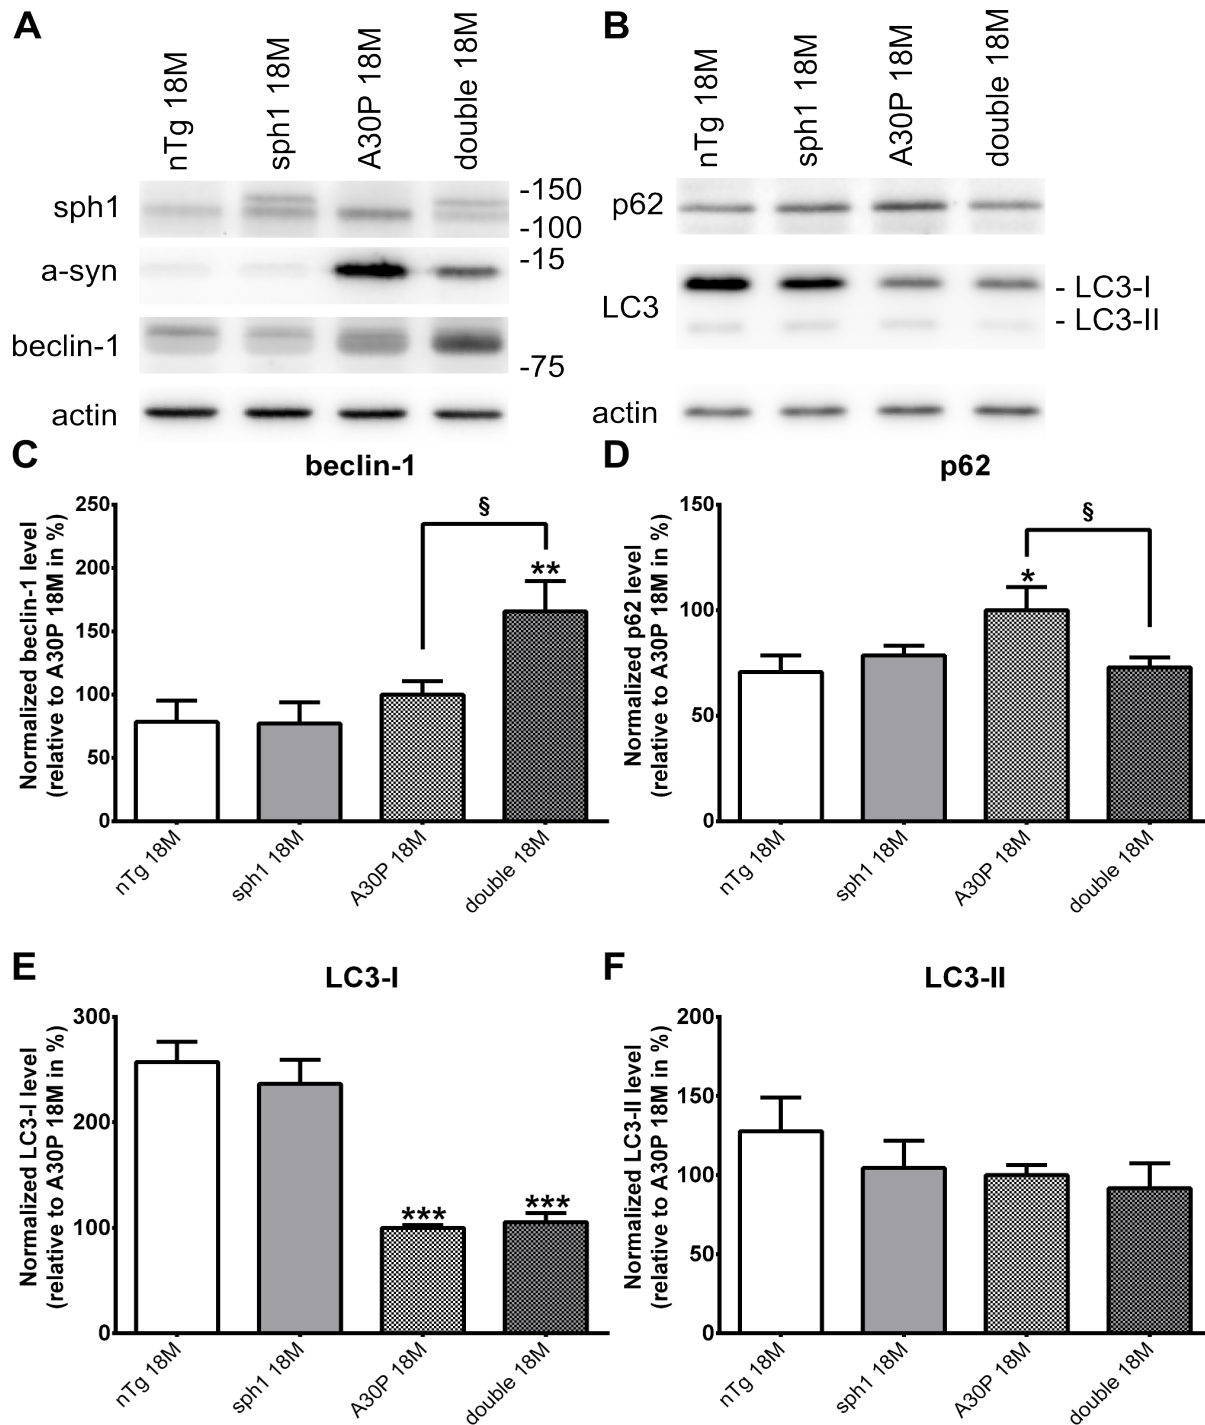 A
nTg 18M
sph1 18M
A30P 18M
double 18M
sph1
-150
-100
a-syn
-15
beclin-1
-75
actin
B
nTg 18M
sph1 18M
A30P 18M
double 18M
p62
LC3
- LC3-I
- LC3-II
actin
C
beclin-1
Normalized beclin-1 level
(relative to A30P 18M in %)
250
200
150
100
50
0
§
**
nTg 18M
sph1 18M
A30P 18M
double 18M
D
p62
Normalized p62 level
(relative to A30P 18M in %)
150
100
50
0
§
*
nTg 18M
sph1 18M
A30P 18M
double 18M
E
LC3-I
Normalized LC3-I level
(relative to A30P 18M in %)
300
200
100
0
***
***
nTg 18M
sph1 18M
A30P 18M
double 18M
F
LC3-II
Normalized LC3-II level
(relative to A30P 18M in %)
200
150
100
50
0
nTg 18M
sph1 18M
A30P 18M
double 18M